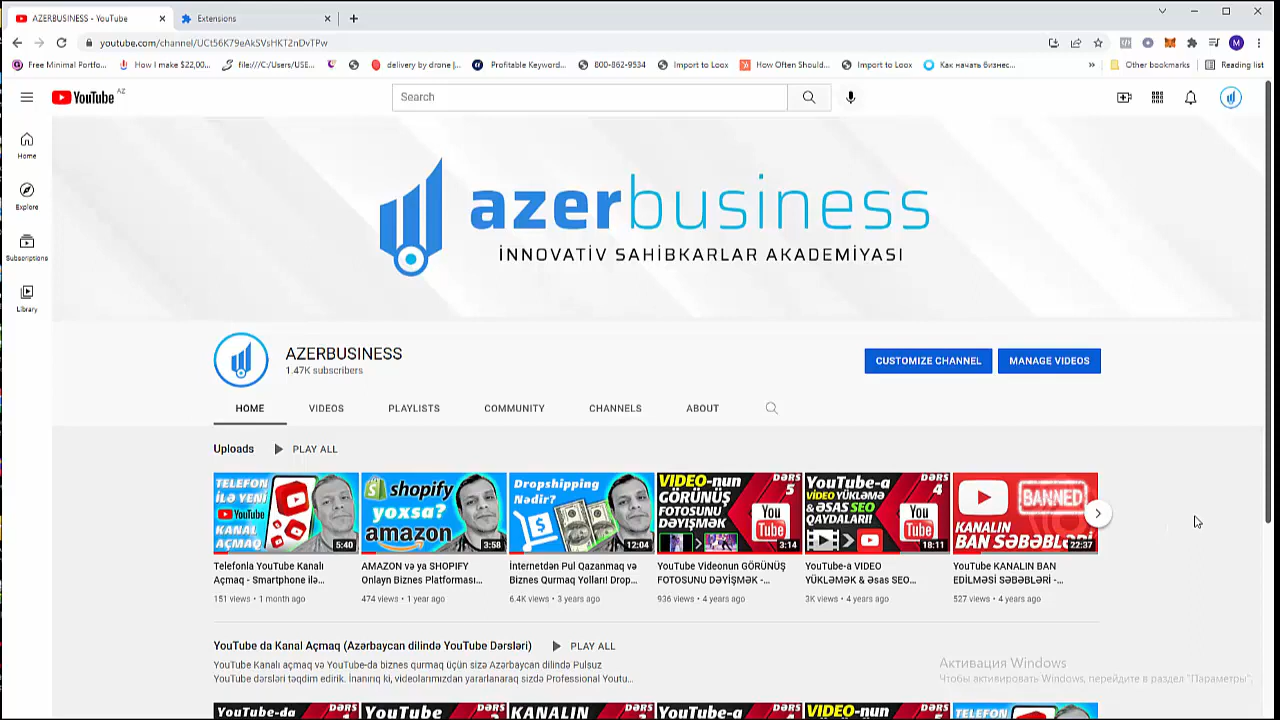 AZERBUSINESS - YouTube
Extensions
youtube.com/channel/UCt56K79eAkSVsHKT2nDvTPw
M
Free Minimal Portfo...
How I make $22,00...
file:///C:/Users/USE...
delivery by drone |...
Profitable Keyword...
800-862-9534
Import to Loox
How Often Should...
Import to Loox
Как начать бизнес...
»
Other bookmarks
Reading list
YouTube AZ
Search
Home
Explore
Subscriptions
Library
azerbusiness
İNNOVATİV SAHİBKARLAR AKADEMİYASI
AZERBUSINESS
1.47K subscribers
CUSTOMIZE CHANNEL
MANAGE VIDEOS
HOME
VIDEOS
PLAYLISTS
COMMUNITY
CHANNELS
ABOUT
Uploads
PLAY ALL
TELEFON
İLƏ YENİ
YouTube
KANAL
AÇMAQ
5:40
shopify
yoxsa?
amazon
3:58
Dropshipping
Nədir?
12:04
VIDEO-nun
GÖRÜNÜŞ
FOTOSUNU
DƏYİŞMƏK
DƏRS
5
You
Tube
3:14
YouTube-a
VİDEO YÜKLƏMƏ
& ƏSAS SEO
QAYDALARI!
DƏRS
4
You
Tube
18:11
BANNED
KANALIN
BAN SƏBƏBLƏRİ
22:37
Telefonla YouTube Kanalı
Açmaq - Smartphone ilə...
151 views • 1 month ago
AMAZON və ya SHOPIFY
Onlayn Biznes Platforması...
474 views • 1 year ago
İnternetdən Pul Qazanmaq və
Biznes Qurmaq Yolları! Drop...
6.4K views • 3 years ago
YouTube Videonun GÖRÜNÜŞ
FOTOSUNU DƏYİŞMƏK -...
936 views • 4 years ago
YouTube-a VIDEO
YÜKLƏMƏK & Əsas SEO...
3K views • 4 years ago
YouTube KANALIN BAN
EDİLMƏSİ SƏBƏBLƏRİ -...
527 views • 4 years ago
YouTube da Kanal Açmaq (Azərbaycan dilində YouTube Dərsləri)
PLAY ALL
YouTube Kanalı açmaq və YouTube-da biznes qurmaq üçün sizə Azərbaycan dilində Pulsuz
YouTube dərsləri təqdim edirik. İnanırıq ki, videolarımızdan yararlanaraq sizdə Professional Youtu...
Активация Windows
Чтобы активировать Windows, перейдите в раздел "Параметры".
YouTube-da
YouTube
KANALIN
YouTube-a
VIDEO-nun
TELEFON